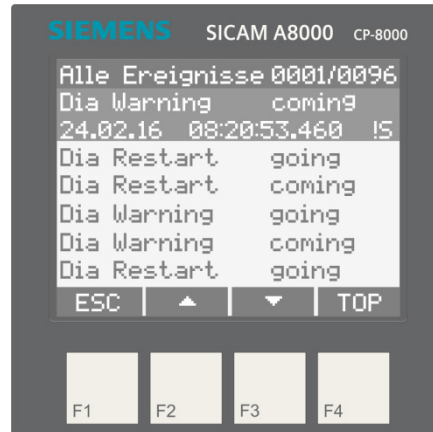 SIEMENS SICAM A8000 CP-8000
Alle Ereignisse 0001/0096
Dia Warning coming
24.02.16 08:20:53.460 !S
Dia Restart going
Dia Restart coming
Dia Warning going
Dia Warning coming
Dia Restart going
ESC ▲ ▼ TOP
F1 F2 F3 F4